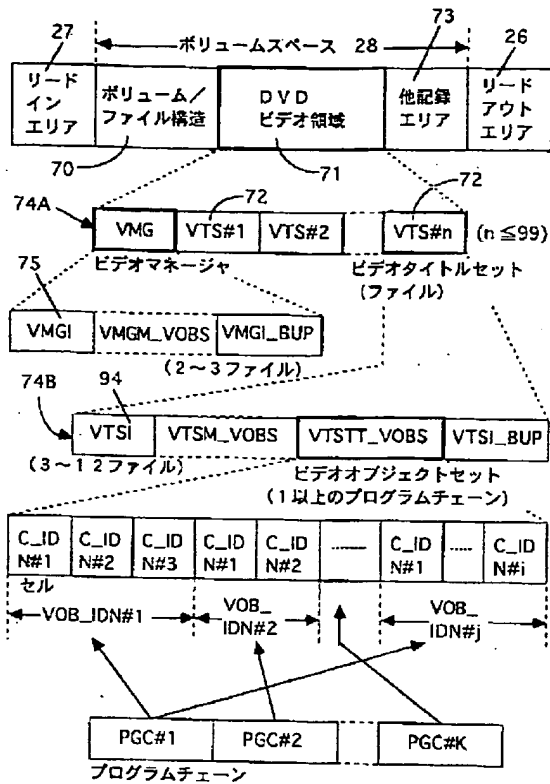 27
ボリュームスペース 28
73
26
リード
イン
エリア
ボリューム/
ファイル構造
DVD
ビデオ領域
他記録
エリア
リード
アウト
エリア
70
71
72
72
74A
VMG
VTS#1
VTS#2
VTS#n
(n≦99)
ビデオマネージャ
ビデオタイトルセット
(ファイル)
75
VMGI
VMGM_VOBS
VMGI_BUP
(2~3ファイル)
74B
94
VTSI
VTSM_VOBS
VTSTT_VOBS
VTSI_BUP
(3~12ファイル)
ビデオオブジェクトセット
(1以上のプログラムチェーン)
C_ID
N#1
C_ID
N#2
C_ID
N#3
C_ID
N#1
C_ID
N#2
C_ID
N#1
C_ID
N#i
セル
VOB_IDN#1
VOB_
IDN#2
VOB_
IDN#j
PGC#1
PGC#2
PGC#K
プログラムチェーン